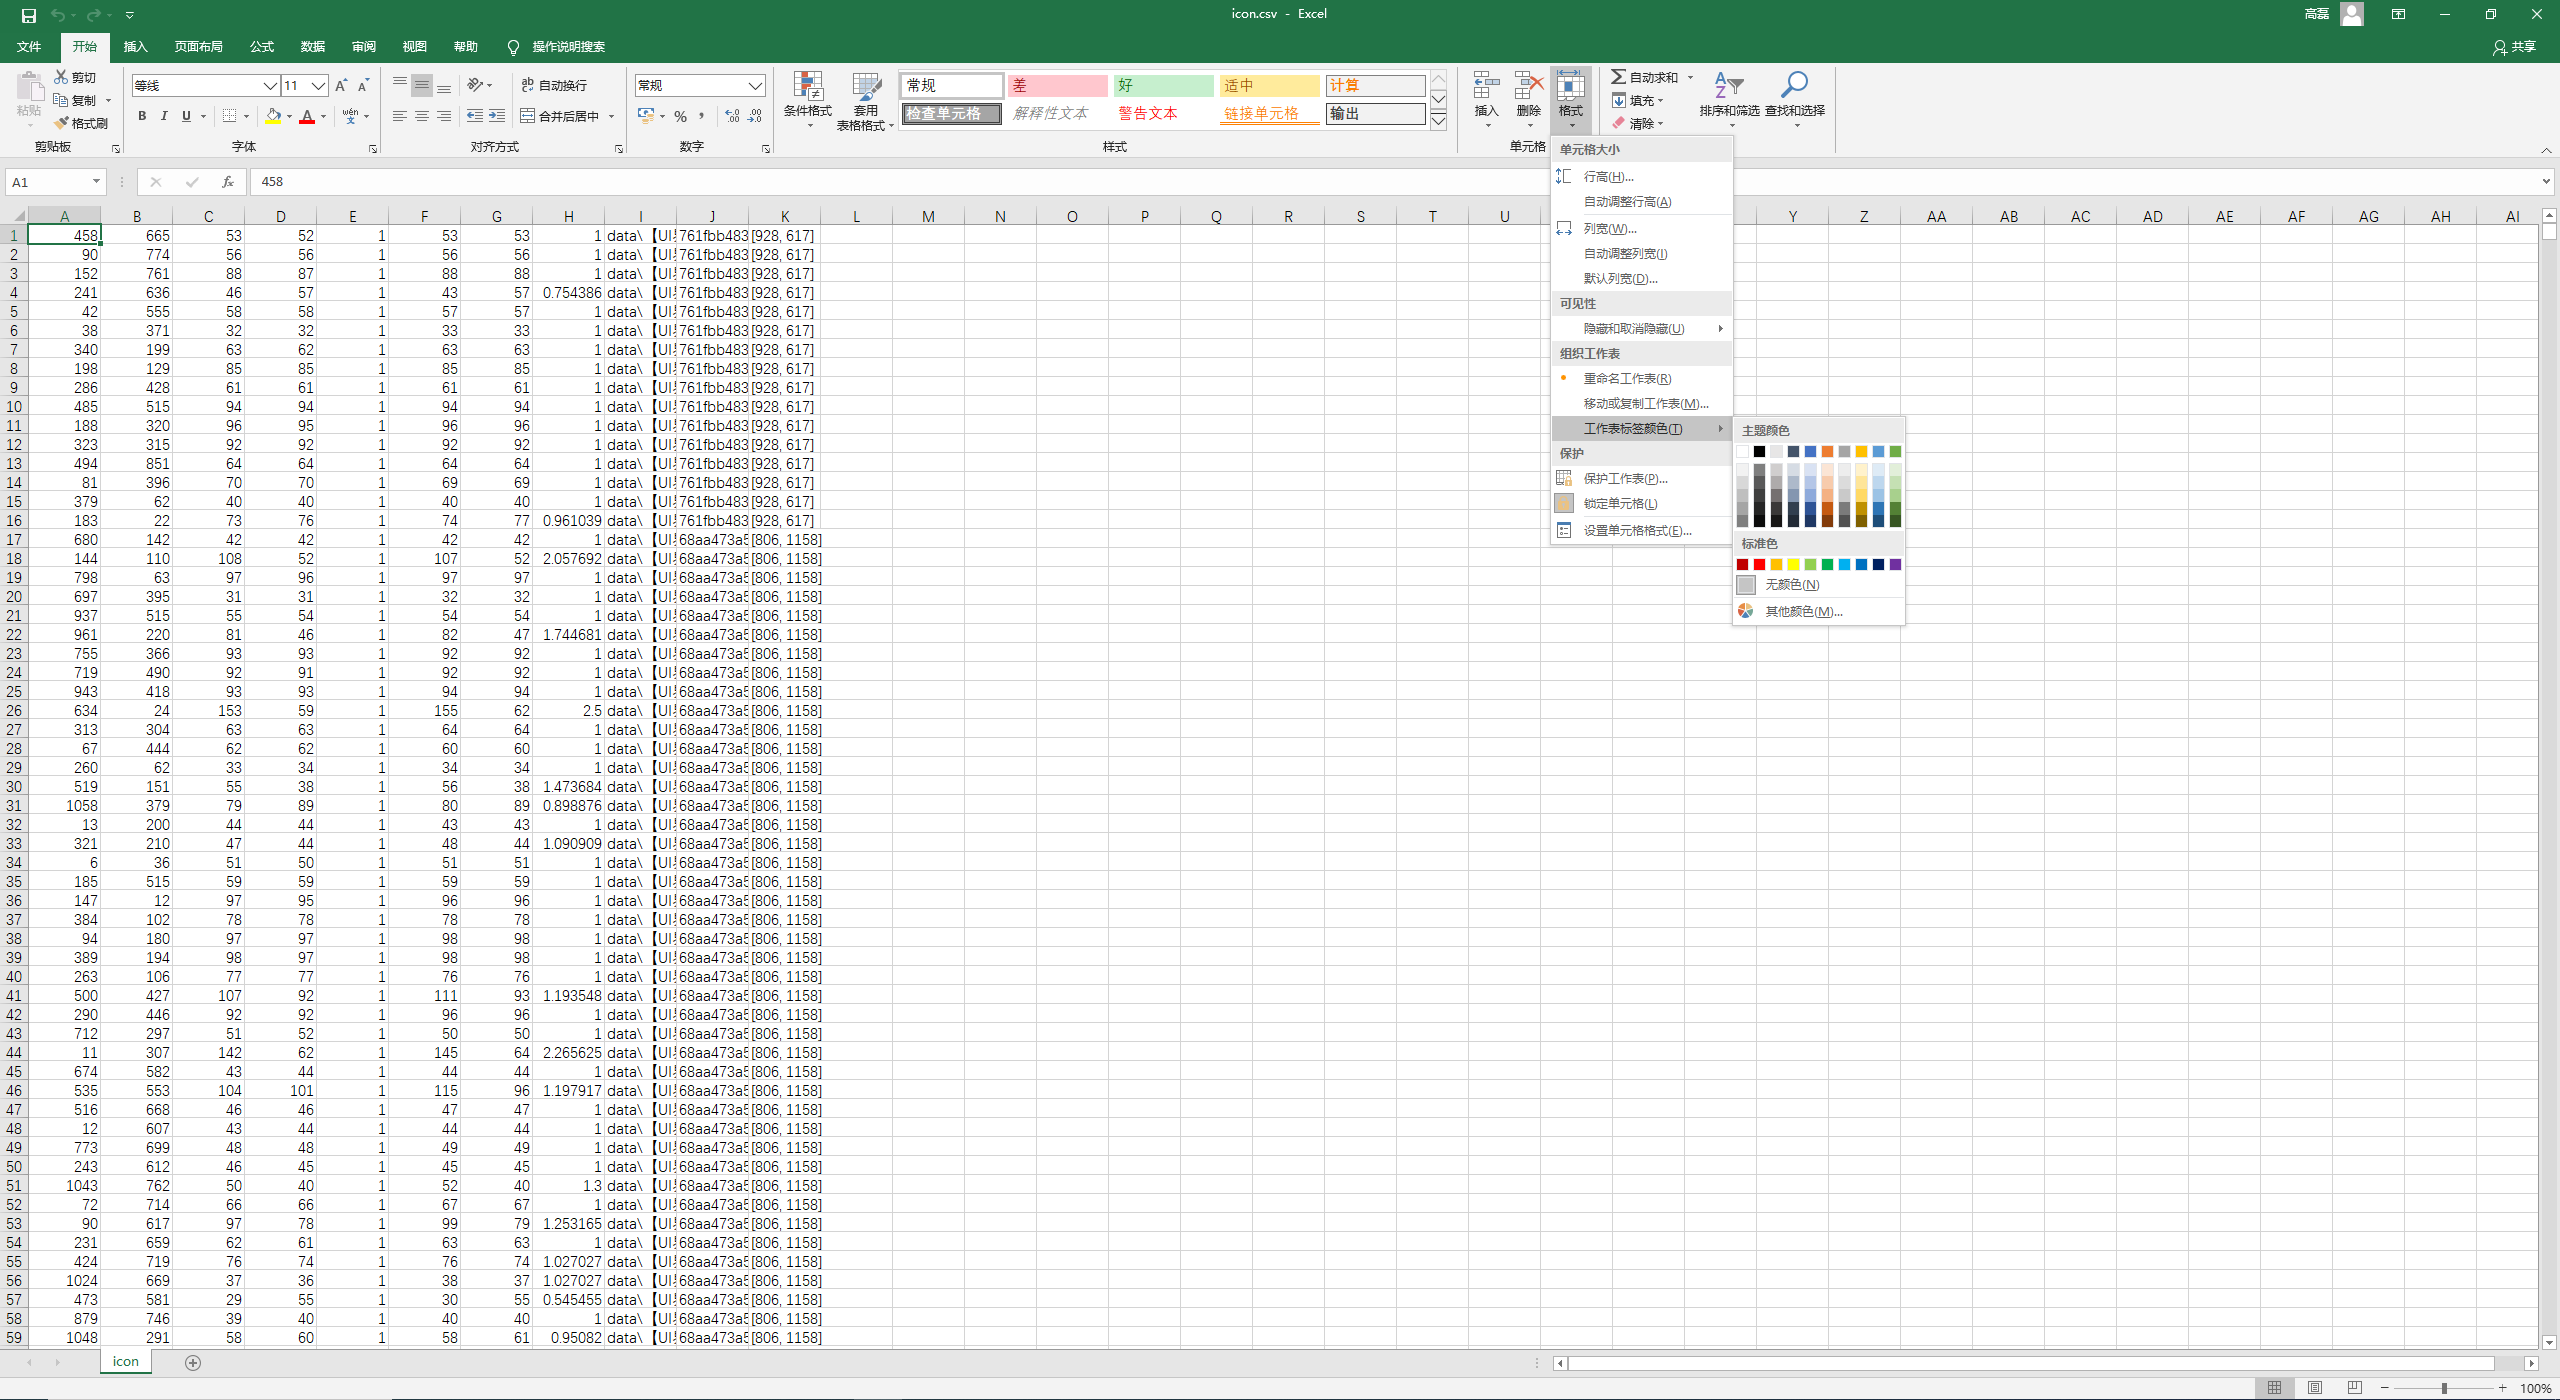 icon.csv - Excel
高磊
文件 开始 插入 页面布局 公式 数据 审阅 视图 帮助 操作说明搜索 共享
粘贴 剪切 复制 格式刷 剪贴板
等线 11 B I U 字体
自动换行 合并后居中 对齐方式
常规 % 数字
条件格式 套用 表格格式
常规 差 好 适中 计算
检查单元格 解释性文本 警告文本 链接单元格 输出
样式
插入 删除 格式 单元格
自动求和 填充 清除 排序和筛选 查找和选择
A1 fx 458
A B C D E F G H I J K L M N O P Q R S T U Y Z AA AB AC AD AE AF AG AH AI
1 458 665 53 52 1 53 53 1 data\【UI 761fbb483 [928, 617]
2 90 774 56 56 1 56 56 1 data\【UI 761fbb483 [928, 617]
3 152 761 88 87 1 88 88 1 data\【UI 761fbb483 [928, 617]
4 241 636 46 57 1 43 57 0.754386 data\【UI 761fbb483 [928, 617]
5 42 555 58 58 1 57 57 1 data\【UI 761fbb483 [928, 617]
6 38 371 32 32 1 33 33 1 data\【UI 761fbb483 [928, 617]
7 340 199 63 62 1 63 63 1 data\【UI 761fbb483 [928, 617]
8 198 129 85 85 1 85 85 1 data\【UI 761fbb483 [928, 617]
9 286 428 61 61 1 61 61 1 data\【UI 761fbb483 [928, 617]
10 485 515 94 94 1 94 94 1 data\【UI 761fbb483 [928, 617]
11 188 320 96 95 1 96 96 1 data\【UI 761fbb483 [928, 617]
12 323 315 92 92 1 92 92 1 data\【UI 761fbb483 [928, 617]
13 494 851 64 64 1 64 64 1 data\【UI 761fbb483 [928, 617]
14 81 396 70 70 1 69 69 1 data\【UI 761fbb483 [928, 617]
15 379 62 40 40 1 40 40 1 data\【UI 761fbb483 [928, 617]
16 183 22 73 76 1 74 77 0.961039 data\【UI 761fbb483 [928, 617]
17 680 142 42 42 1 42 42 1 data\【UI 68aa473a5 [806, 1158]
18 144 110 108 52 1 107 52 2.057692 data\【UI 68aa473a5 [806, 1158]
19 798 63 97 96 1 97 97 1 data\【UI 68aa473a5 [806, 1158]
20 697 395 31 31 1 32 32 1 data\【UI 68aa473a5 [806, 1158]
21 937 515 55 54 1 54 54 1 data\【UI 68aa473a5 [806, 1158]
22 961 220 81 46 1 82 47 1.744681 data\【UI 68aa473a5 [806, 1158]
23 755 366 93 93 1 92 92 1 data\【UI 68aa473a5 [806, 1158]
24 719 490 92 91 1 92 92 1 data\【UI 68aa473a5 [806, 1158]
25 943 418 93 93 1 94 94 1 data\【UI 68aa473a5 [806, 1158]
26 634 24 153 59 1 155 62 2.5 data\【UI 68aa473a5 [806, 1158]
27 313 304 63 63 1 64 64 1 data\【UI 68aa473a5 [806, 1158]
28 67 444 62 62 1 60 60 1 data\【UI 68aa473a5 [806, 1158]
29 260 62 33 34 1 34 34 1 data\【UI 68aa473a5 [806, 1158]
30 519 151 55 38 1 56 38 1.473684 data\【UI 68aa473a5 [806, 1158]
31 1058 379 79 89 1 80 89 0.898876 data\【UI 68aa473a5 [806, 1158]
32 13 200 44 44 1 43 43 1 data\【UI 68aa473a5 [806, 1158]
33 321 210 47 44 1 48 44 1.090909 data\【UI 68aa473a5 [806, 1158]
34 6 36 51 50 1 51 51 1 data\【UI 68aa473a5 [806, 1158]
35 185 515 59 59 1 59 59 1 data\【UI 68aa473a5 [806, 1158]
36 147 12 97 95 1 96 96 1 data\【UI 68aa473a5 [806, 1158]
37 384 102 78 78 1 78 78 1 data\【UI 68aa473a5 [806, 1158]
38 94 180 97 97 1 98 98 1 data\【UI 68aa473a5 [806, 1158]
39 389 194 98 97 1 98 98 1 data\【UI 68aa473a5 [806, 1158]
40 263 106 77 77 1 76 76 1 data\【UI 68aa473a5 [806, 1158]
41 500 427 107 92 1 111 93 1.193548 data\【UI 68aa473a5 [806, 1158]
42 290 446 92 92 1 96 96 1 data\【UI 68aa473a5 [806, 1158]
43 712 297 51 52 1 50 50 1 data\【UI 68aa473a5 [806, 1158]
44 11 307 142 62 1 145 64 2.265625 data\【UI 68aa473a5 [806, 1158]
45 674 582 43 44 1 44 44 1 data\【UI 68aa473a5 [806, 1158]
46 535 553 104 101 1 115 96 1.197917 data\【UI 68aa473a5 [806, 1158]
47 516 668 46 46 1 47 47 1 data\【UI 68aa473a5 [806, 1158]
48 12 607 43 44 1 44 44 1 data\【UI 68aa473a5 [806, 1158]
49 773 699 48 48 1 49 49 1 data\【UI 68aa473a5 [806, 1158]
50 243 612 46 45 1 45 45 1 data\【UI 68aa473a5 [806, 1158]
51 1043 762 50 40 1 52 40 1.3 data\【UI 68aa473a5 [806, 1158]
52 72 714 66 66 1 67 67 1 data\【UI 68aa473a5 [806, 1158]
53 90 617 97 78 1 99 79 1.253165 data\【UI 68aa473a5 [806, 1158]
54 231 659 62 61 1 63 63 1 data\【UI 68aa473a5 [806, 1158]
55 424 719 76 74 1 76 74 1.027027 data\【UI 68aa473a5 [806, 1158]
56 1024 669 37 36 1 38 37 1.027027 data\【UI 68aa473a5 [806, 1158]
57 473 581 29 55 1 30 55 0.545455 data\【UI 68aa473a5 [806, 1158]
58 879 746 39 40 1 40 40 1 data\【UI 68aa473a5 [806, 1158]
59 1048 291 58 60 1 58 61 0.95082 data\【UI 68aa473a5 [806, 1158]
单元格大小
行高(H)...
自动调整行高(A)
列宽(W)...
自动调整列宽(I)
默认列宽(D)...
可见性
隐藏和取消隐藏(U)
组织工作表
重命名工作表(R)
移动或复制工作表(M)...
工作表标签颜色(T)
保护
保护工作表(P)...
锁定单元格(L)
设置单元格格式(E)...
主题颜色
标准色
无颜色(N)
其他颜色(M)...
icon
100%